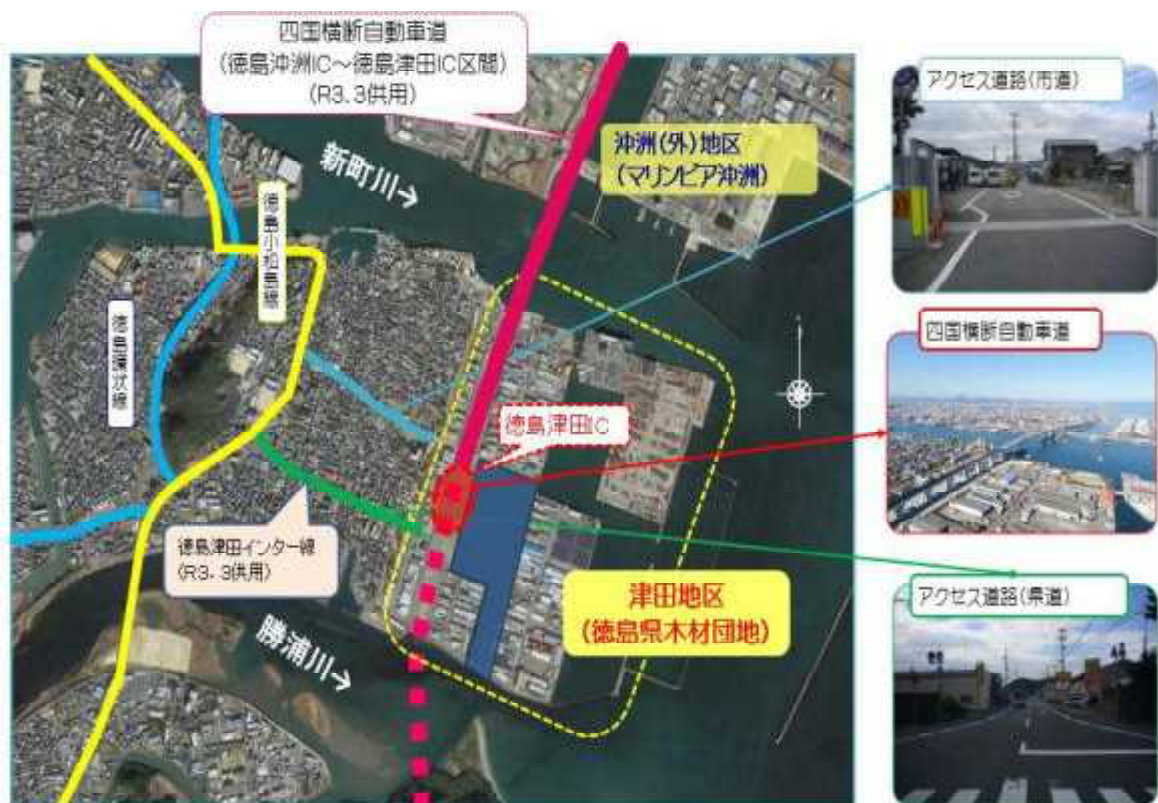 四国横断自動車道
(徳島沖洲IC～徳島津田IC区間)
(R3.3供用)
アクセス道路(市道)
沖洲(外)地区
(マリンピア沖洲)
新町川→
徳島小松島線
徳島環状線
四国横断自動車道
徳島津田IC
徳島津田インター線
(R3.3供用)
津田地区
(徳島県木材団地)
アクセス道路(県道)
勝浦川→